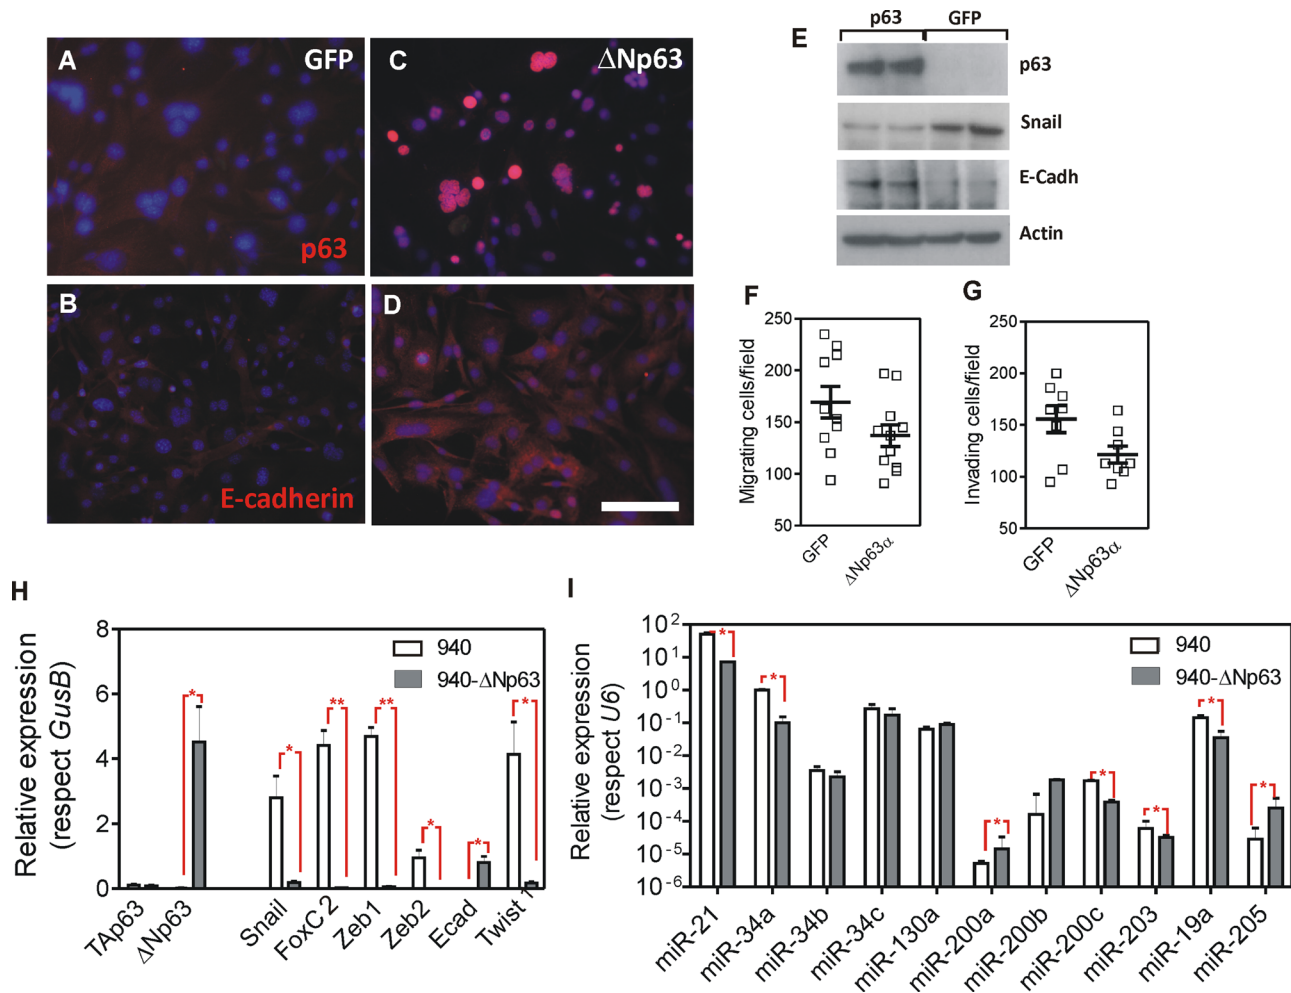 A
GFP
p63
C
ΔNp63
B
E-cadherin
D
E
p63 GFP
p63
Snail
E-Cadh
Actin
F
Migrating cells/field
250
200
150
100
50
GFP
ΔNp63α
G
Invading cells/field
250
200
150
100
50
GFP
ΔNp63α
H
Relative expression
(respect GusB)
8
6
4
2
0
940
940-ΔNp63
*
*
**
**
*
*
*
TAp63
ΔNp63
Snail
FoxC2
Zeb1
Zeb2
Ecad
Twist 1
I
Relative expression
(respect U6)
10²
10¹
10⁰
10⁻¹
10⁻²
10⁻³
10⁻⁴
10⁻⁵
10⁻⁶
940
940-ΔNp63
*
*
*
*
*
*
*
miR-21
miR-34a
miR-34b
miR-34c
miR-130a
miR-200a
miR-200b
miR-200c
miR-203
miR-19a
miR-205